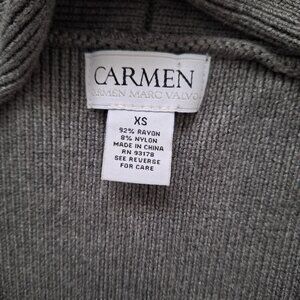 CARMEN
CARMEN MARC VALVO
XS
92% RAYON
8% NYLON
MADE IN CHINA
RN 93178
SEE REVERSE
FOR CARE